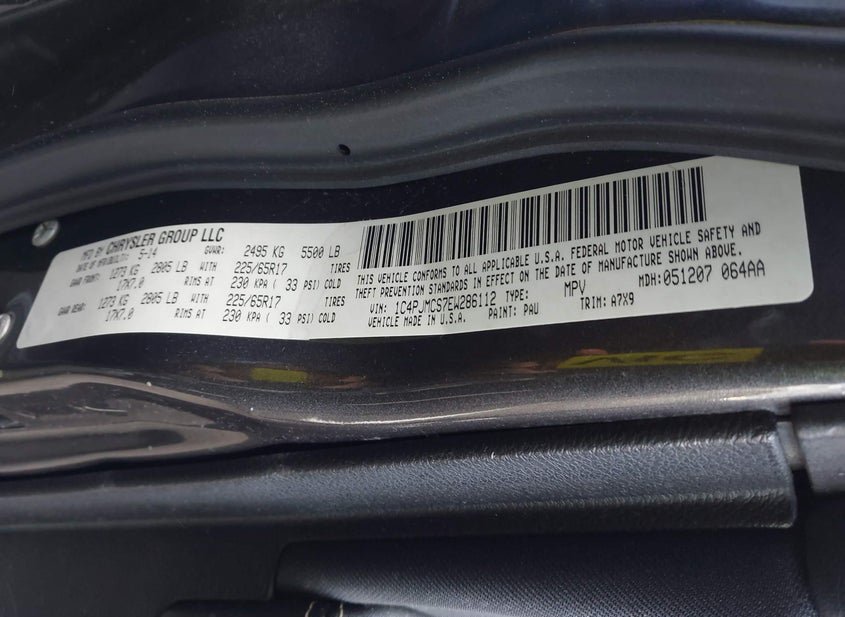 MFD BY CHRYSLER GROUP LLC
DATE OF MFR: 5-14 GVWR: 2495 KG 5500 LB
GAWR FRONT: 1273 KG 2805 LB WITH 225/65R17 TIRES
17X7.0 RIMS AT 230 KPA ( 33 PSI) COLD
GAWR REAR: 1273 KG 2805 LB WITH 225/65R17 TIRES
17X7.0 RIMS AT 230 KPA ( 33 PSI) COLD
THIS VEHICLE CONFORMS TO ALL APPLICABLE U.S.A. FEDERAL MOTOR VEHICLE SAFETY AND
THEFT PREVENTION STANDARDS IN EFFECT ON THE DATE OF MANUFACTURE SHOWN ABOVE.
VIN: 1C4PJMCS7EW286112 TYPE: MPV MDH:051207 064AA
VEHICLE MADE IN U.S.A. PAINT: PAU TRIM: A7X9